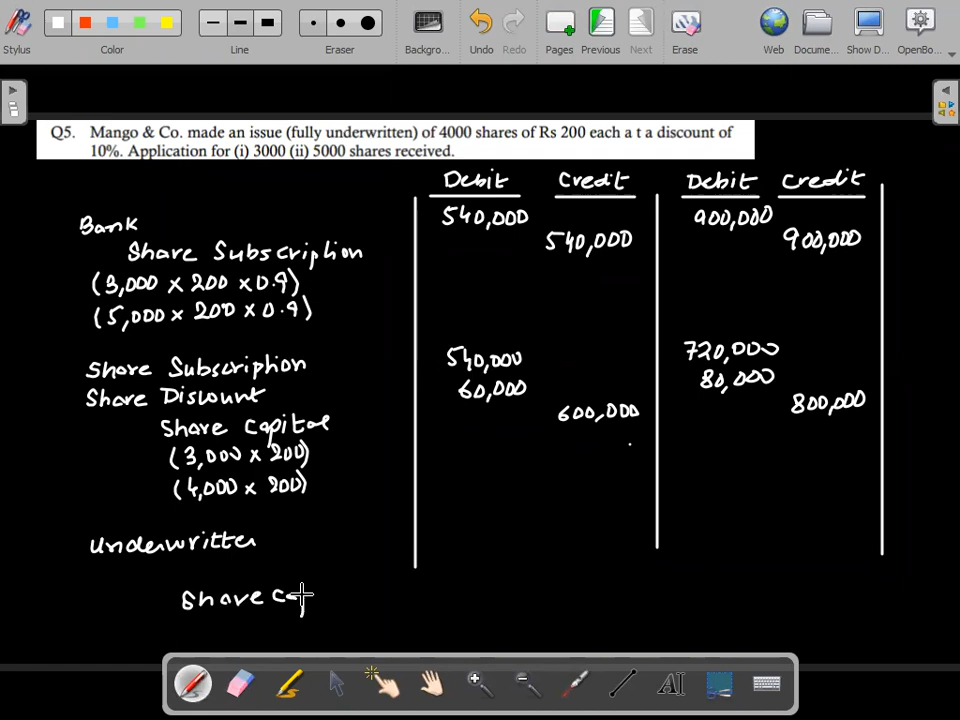 Stylus
Color
Line
Eraser
Backgro...
Undo
Redo
Pages
Previous
Next
Erase
Web
Docume...
Show D...
OpenBo...
Q5. Mango & Co. made an issue (fully underwritten) of 4000 shares of Rs 200 each a t a discount of
10%. Application for (i) 3000 (ii) 5000 shares received.
Debit Credit Debit Credit
Bank 540,000 900,000
Share Subscription 540,000 900,000
(3,000 x 200 x 0.9)
(5,000 x 200 x 0.9)
Share Subscription 540,000 720,000
Share Discount 60,000 80,000
Share Capital 600,000 800,000
(3,000 x 200)
(4,000 x 200)
Underwritter
Share Cap